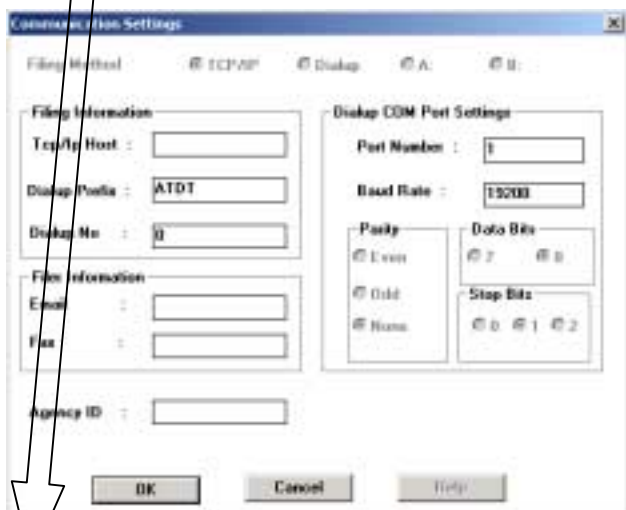 Communication Settings
Filing Method TCP/IP Dialup A: B:
Filing Information
Tcp/Ip Host :
Dialup Prefix : ATDT
Dialup No : 0
Filer Information
Email :
Fax :
Agency ID :
Dialup COM Port Settings
Port Number : 1
Baud Rate : 19200
Parity
Even
Odd
None
Data Bits
7 8
Stop Bits
0 1 2
OK Cancel Help